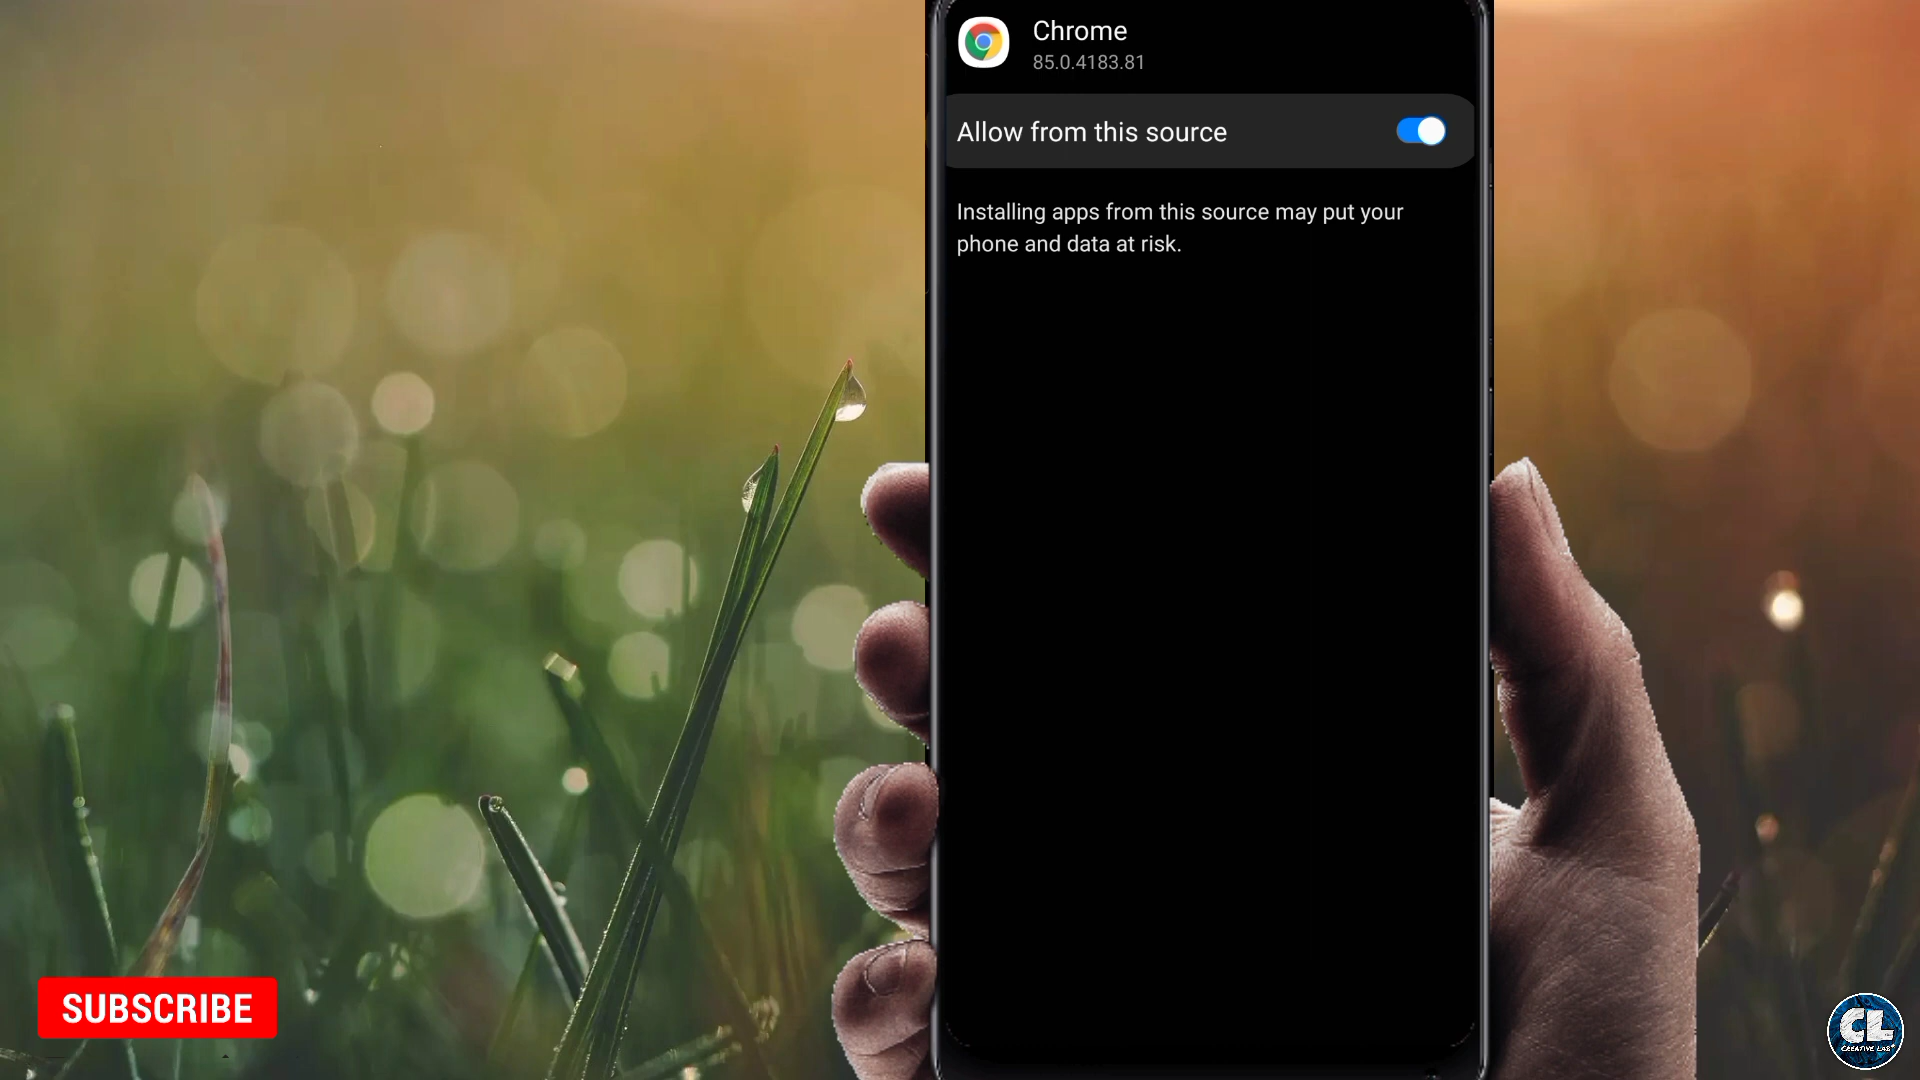 Chrome
85.0.4183.81
Allow from this source
Installing apps from this source may put your
phone and data at risk.
SUBSCRIBE
CL
CREATIVE LAB